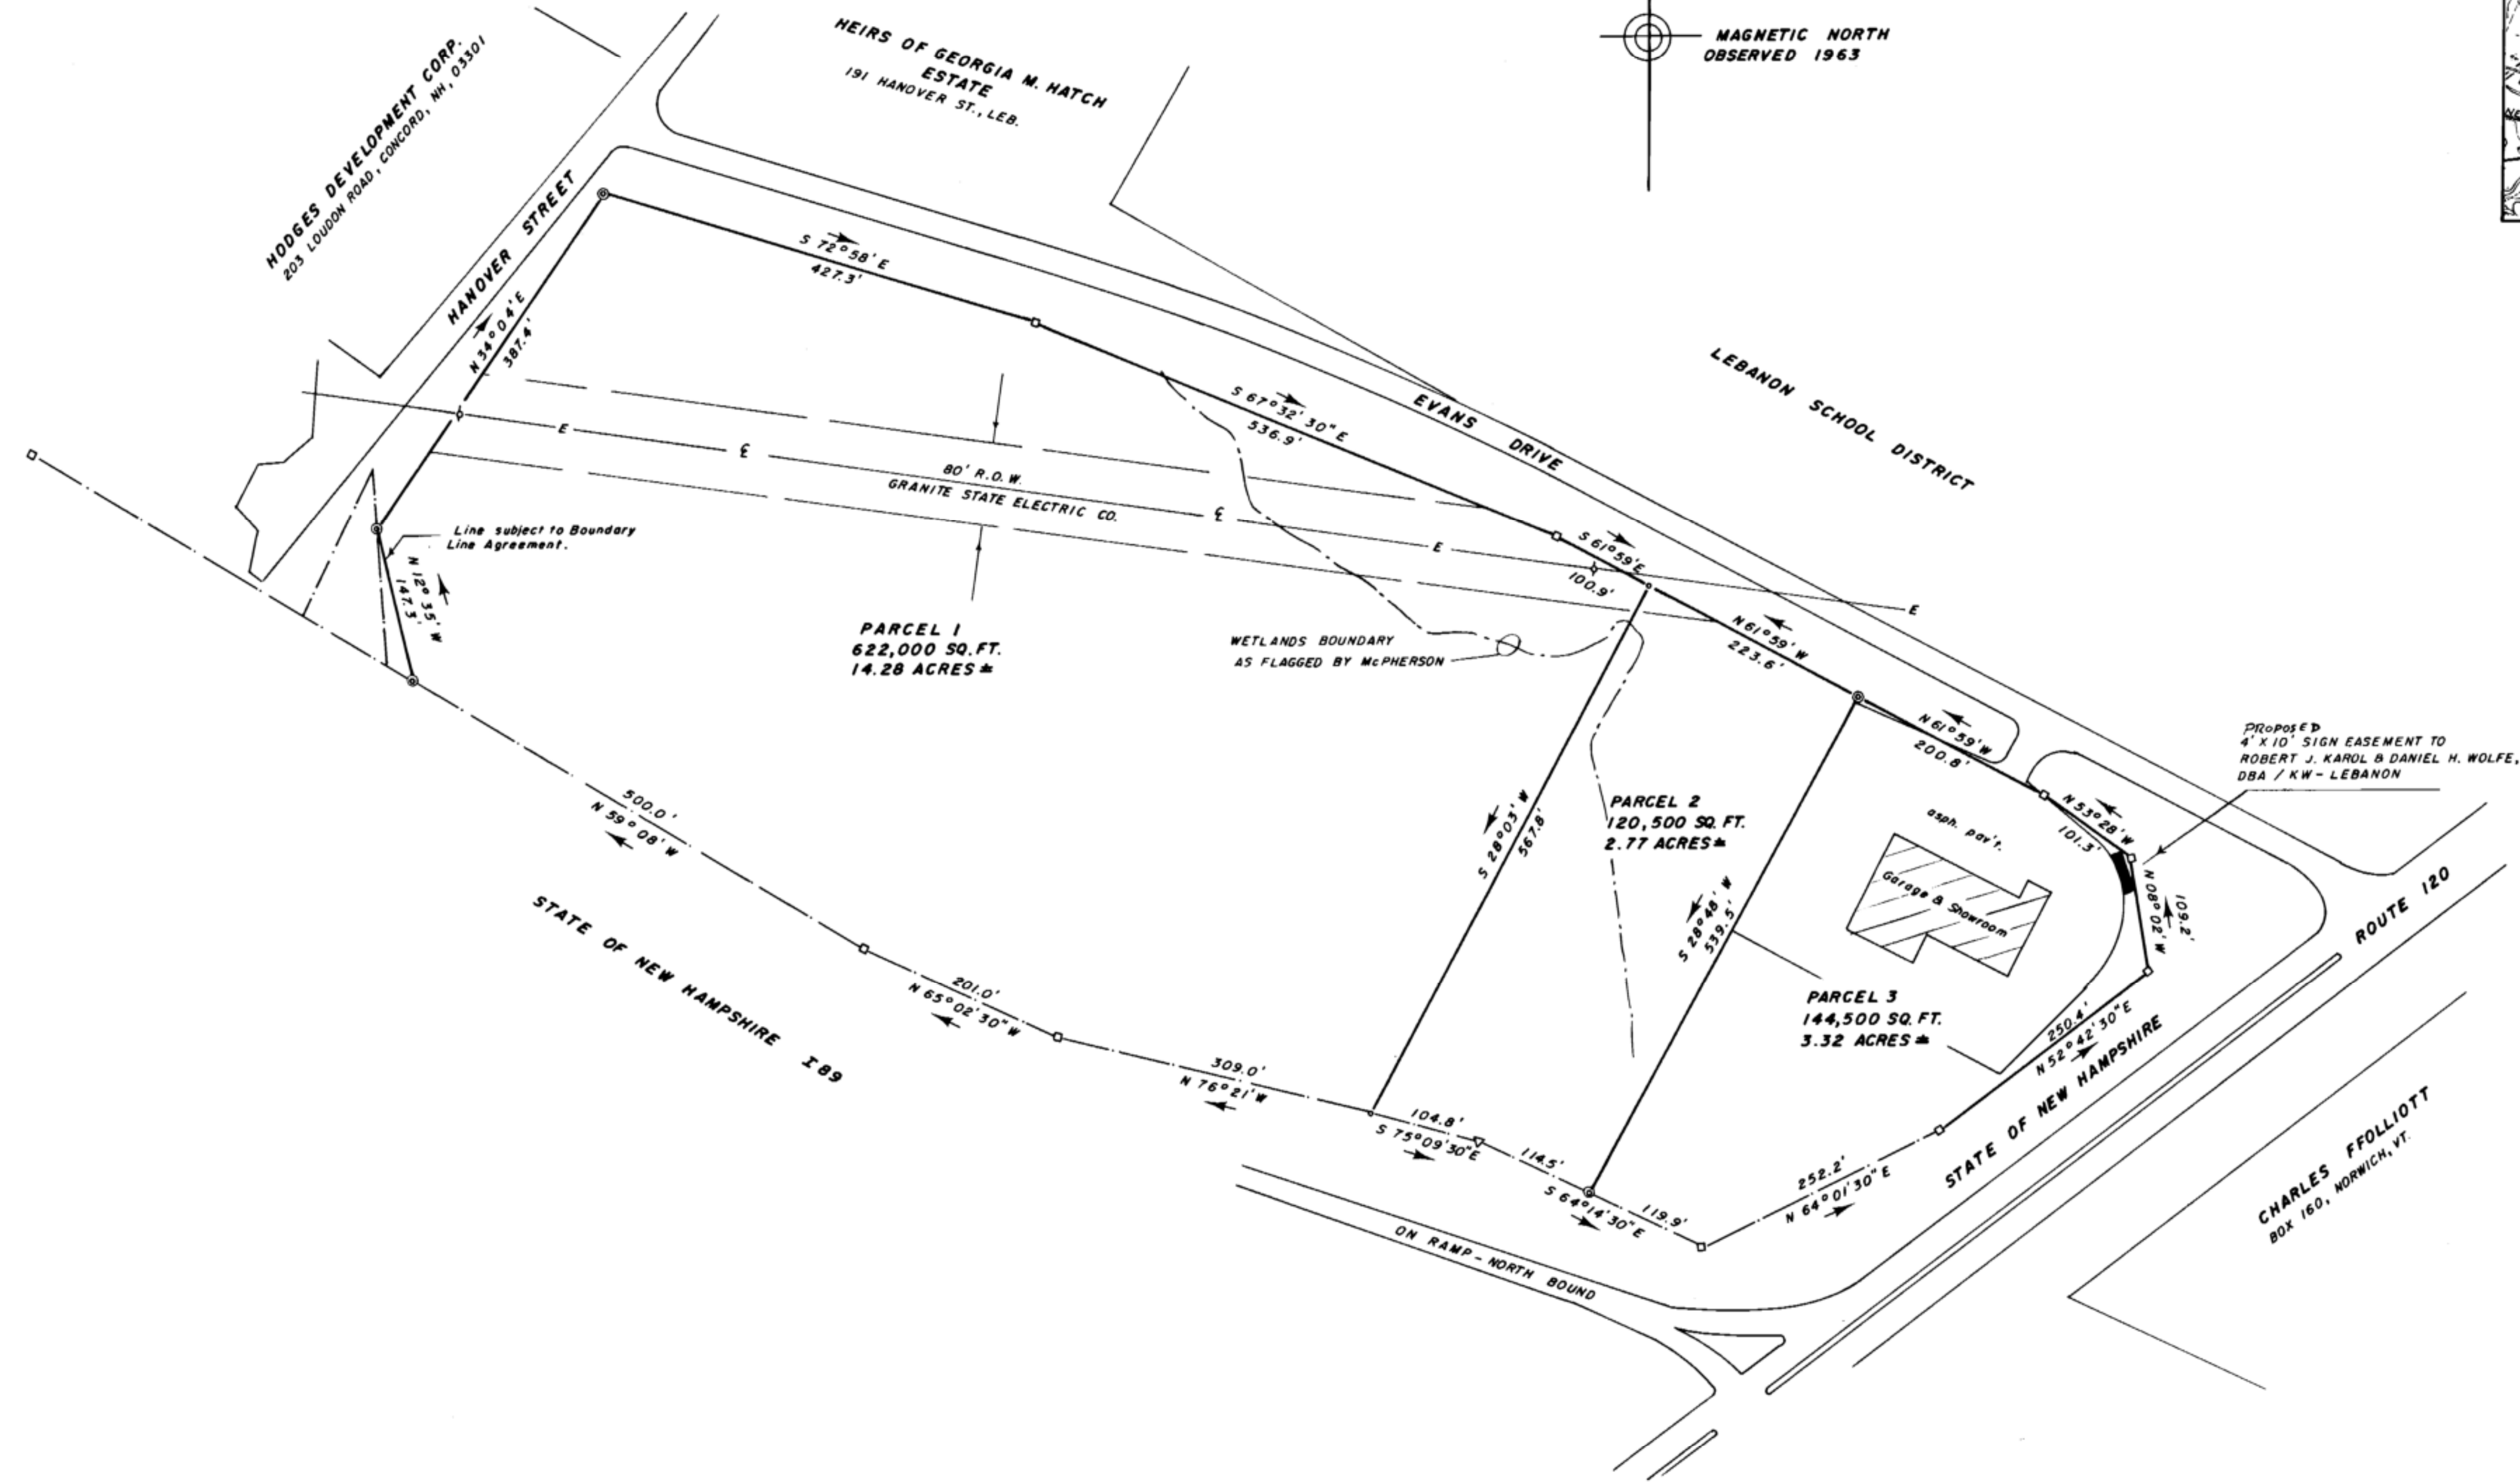 HODGES DEVELOPMENT CORP.
203 LOUDON ROAD, CONCORD, NH, 03301
HEIRS OF GEORGIA M. HATCH
ESTATE
191 HANOVER ST., LEB.
MAGNETIC NORTH
OBSERVED 1963
HANOVER STREET
N 34°04' E
387.4'
S 72°58' E
427.3'
S 67°32'30" E
536.9'
EVANS DRIVE
LEBANON SCHOOL DISTRICT
E
80' R.O.W.
GRANITE STATE ELECTRIC CO.
E
E
S 61°59' E
100.9'
Line subject to Boundary
Line Agreement.
N 12°35' W
147.3'
PARCEL 1
622,000 SQ. FT.
14.28 ACRES ±
WETLANDS BOUNDARY
AS FLAGGED BY McPHERSON
N 61°59' W
223.6'
N 61°59' W
200.8'
PROPOSED
4' X 10' SIGN EASEMENT TO
ROBERT J. KAROL & DANIEL H. WOLFE,
DBA / KW - LEBANON
N 53°28' W
101.3'
N 08°02' W
109.2'
asph. pav't.
Garage & Showroom
500.0'
N 59°08' W
S 28°03' W
567.8'
PARCEL 2
120,500 SQ. FT.
2.77 ACRES ±
S 28°48' W
539.5'
PARCEL 3
144,500 SQ. FT.
3.32 ACRES ±
ROUTE 120
STATE OF NEW HAMPSHIRE I 89
201.0'
N 65°02'30" W
309.0'
N 76°21' W
104.8'
S 75°09'30" E
114.5'
S 64°14'30" E
119.9'
252.2'
N 64°01'30" E
250.4'
N 52°42'30" E
STATE OF NEW HAMPSHIRE
ON RAMP - NORTH BOUND
CHARLES FFOLLIOTT
BOX 160, NORWICH, VT.